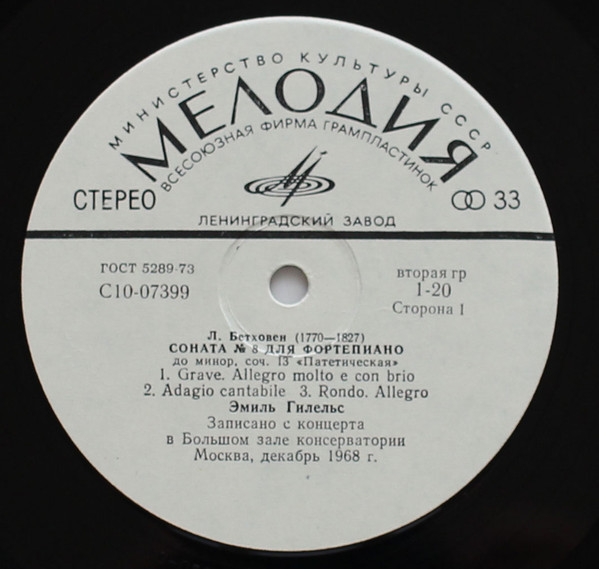 МИНИСТЕРСТВО КУЛЬТУРЫ СССР
МЕЛОДИЯ
ВСЕСОЮЗНАЯ ФИРМА ГРАМПЛАСТИНОК
СТЕРЕО
33
ЛЕНИНГРАДСКИЙ ЗАВОД
ГОСТ 5289-73
С10-07399
вторая гр
1-20
Сторона 1
Л. Бетховен (1770—1827)
СОНАТА № 8 ДЛЯ ФОРТЕПИАНО
до минор, соч. 13 «Патетическая»
1. Grave. Allegro molto e con brio
2. Adagio cantabile 3. Rondo. Allegro
Эмиль Гилельс
Записано с концерта
в Большом зале консерватории
Москва, декабрь 1968 г.